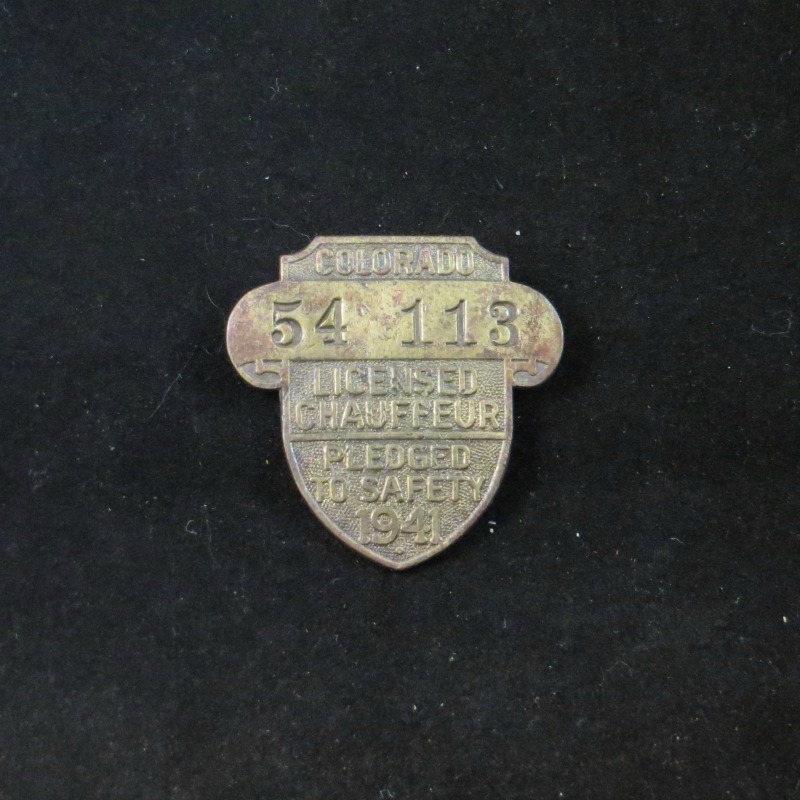 COLORADO
54 113
LICENSED
CHAUFFEUR
PLEDGED
TO SAFETY
1941